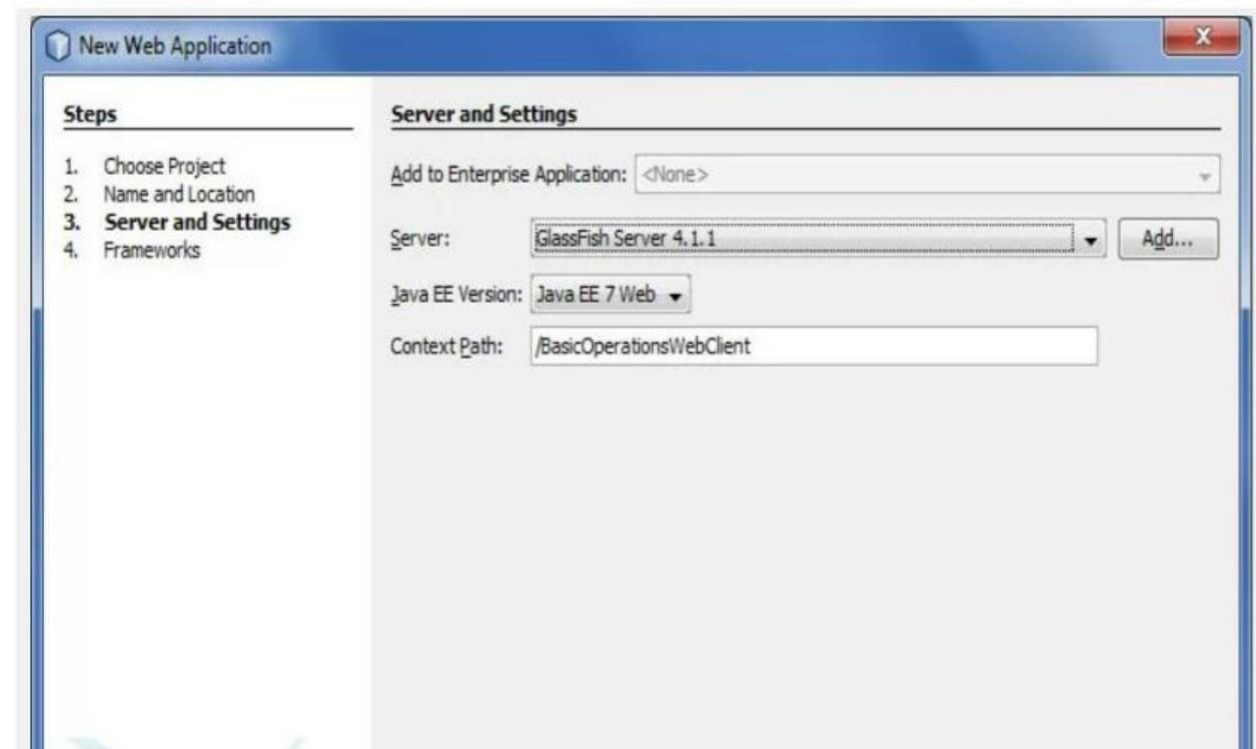 New Web Application
Steps
1. Choose Project
2. Name and Location
3. Server and Settings
4. Frameworks
Server and Settings
Add to Enterprise Application: <None>
Server: GlassFish Server 4.1.1 Add...
Java EE Version: Java EE 7 Web
Context Path: /BasicOperationsWebClient